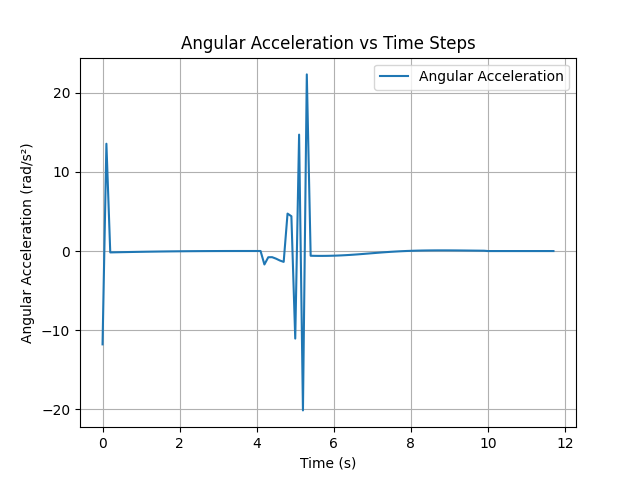 Angular Acceleration vs Time Steps
Angular Acceleration
Angular Acceleration (rad/s²)
20
10
0
−10
−20
0 2 4 6 8 10 12
Time (s)